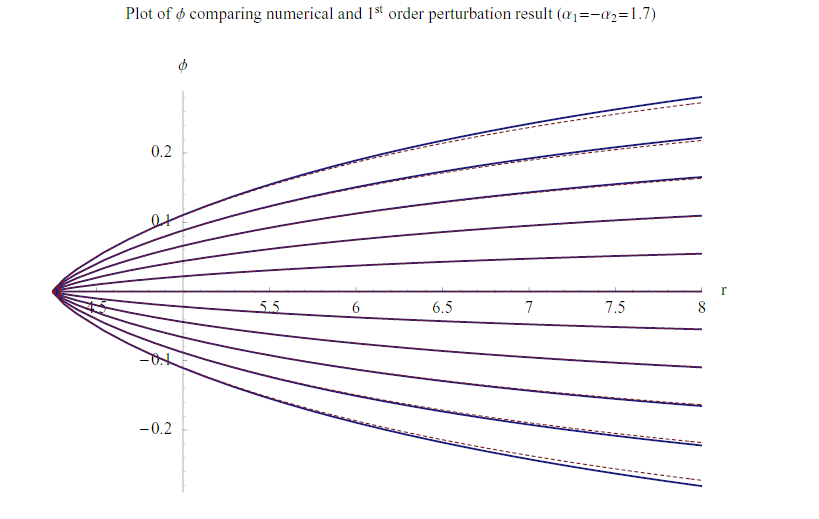 Plot of ϕ comparing numerical and 1st order perturbation result (α1=−α2=1.7)
ϕ
0.2
0.1
r
4.5 5.5 6 6.5 7 7.5 8
−0.1
−0.2